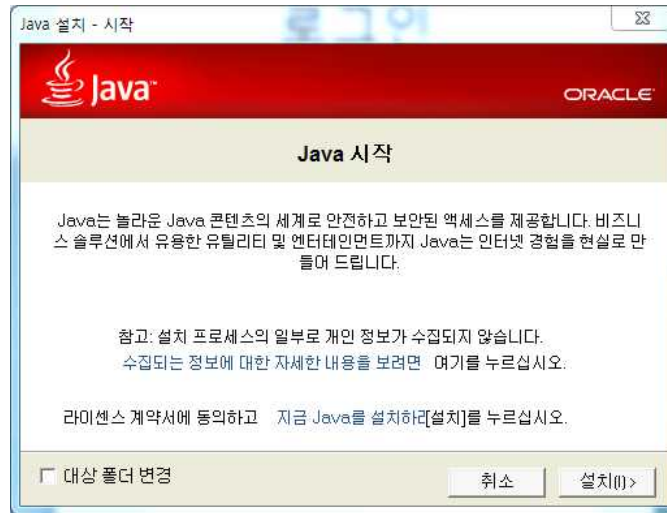 로그인
Java 설치 - 시작
Java™
ORACLE
Java 시작
Java는 놀라운 Java 콘텐츠의 세계로 안전하고 보안된 액세스를 제공합니다. 비즈니
스 솔루션에서 유용한 유틸리티 및 엔터테인먼트까지 Java는 인터넷 경험을 현실로 만
들어 드립니다.
참고: 설치 프로세스의 일부로 개인 정보가 수집되지 않습니다.
수집되는 정보에 대한 자세한 내용을 보려면 여기를 누르십시오.
라이센스 계약서에 동의하고 지금 Java를 설치하려[설치]를 누르십시오.
대상 폴더 변경
취소
설치(I) >